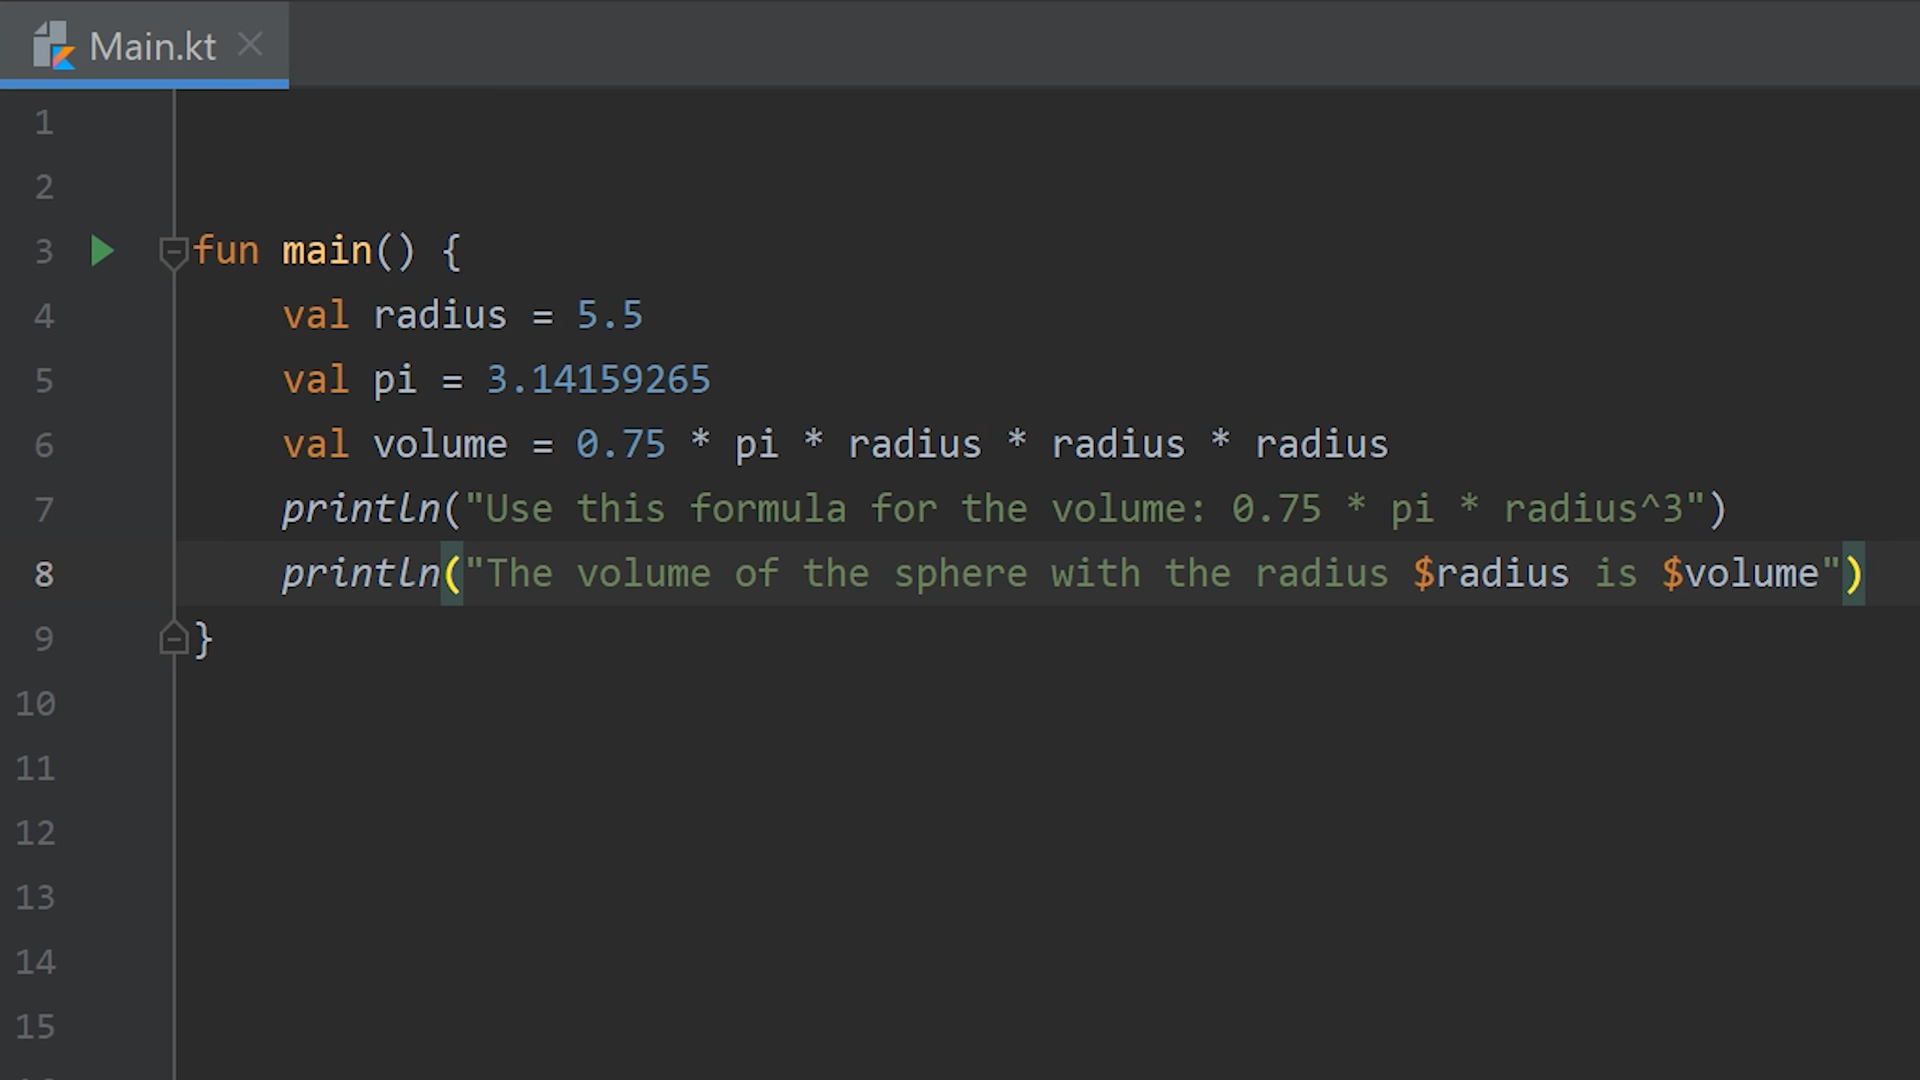 Main.kt
1
2
3 fun main() {
4 val radius = 5.5
5 val pi = 3.14159265
6 val volume = 0.75 * pi * radius * radius * radius
7 println("Use this formula for the volume: 0.75 * pi * radius^3")
8 println("The volume of the sphere with the radius $radius is $volume")
9 }
10
11
12
13
14
15